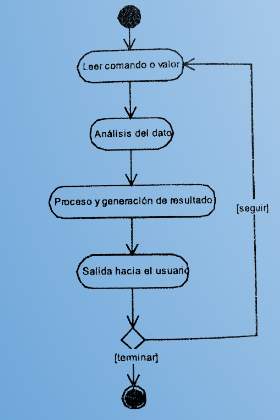 Leer comando o valor
Análisis del dato
Proceso y generación de resultado
[seguir]
Salida hacia el usuario
[terminar]